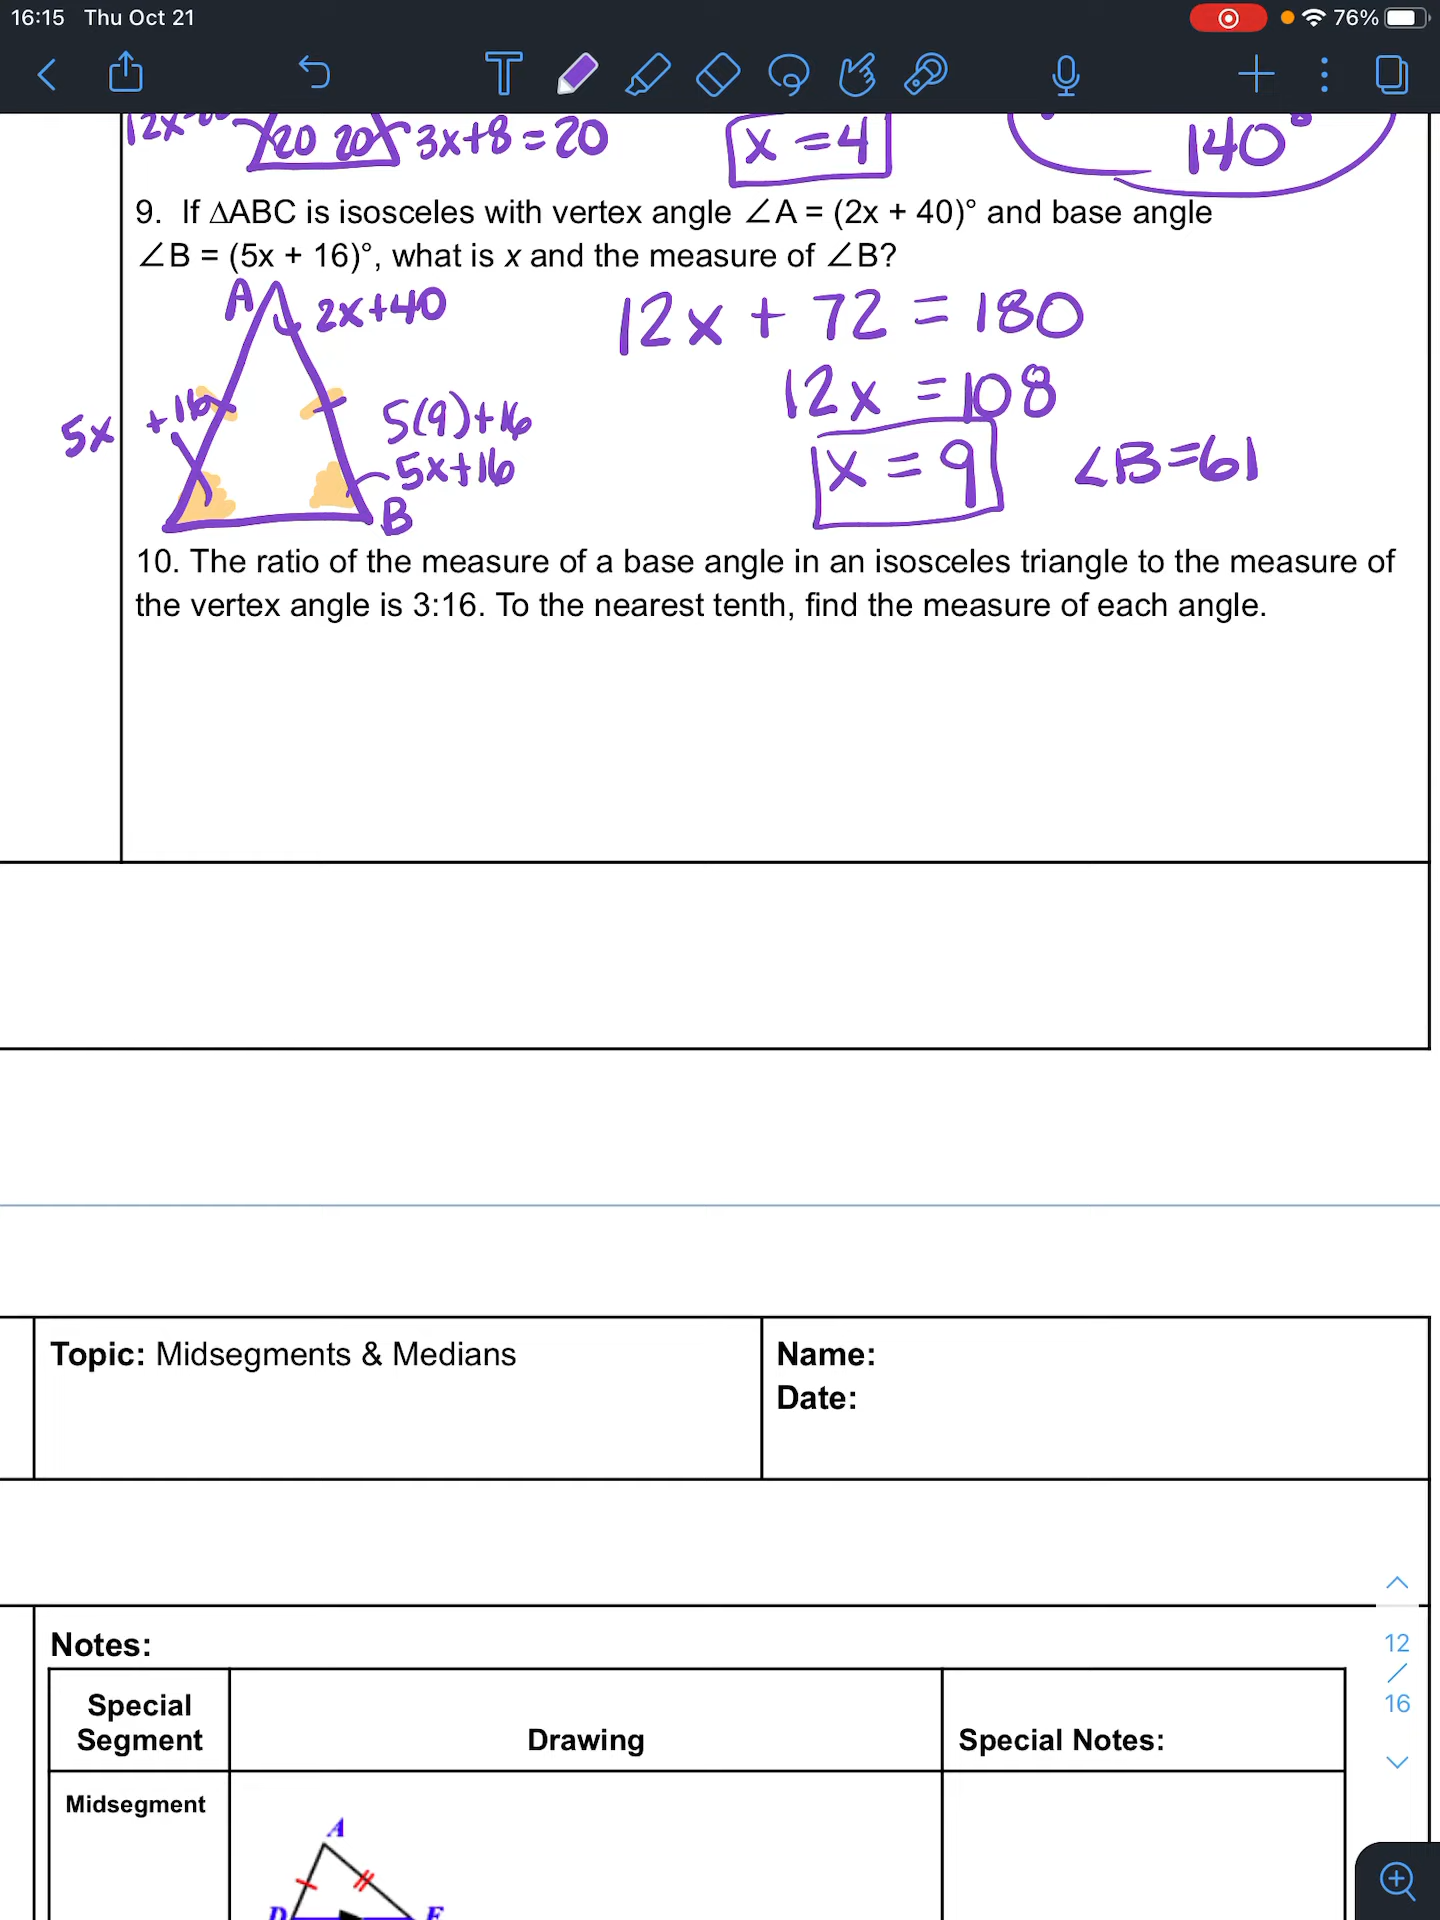 16:15 Thu Oct 21 76%
T
20 20 3x+8=20 x=4 140°
9. If ΔABC is isosceles with vertex angle ∠A = (2x + 40)° and base angle
∠B = (5x + 16)°, what is x and the measure of ∠B?
A 2x+40 12x + 72 = 180
12x = 108
5x +16 5(9)+16
5x+16 x = 9 ∠B=61
B
10. The ratio of the measure of a base angle in an isosceles triangle to the measure of
the vertex angle is 3:16. To the nearest tenth, find the measure of each angle.
Topic: Midsegments & Medians Name:
Date:
Notes:
12
/
16
Special
Segment Drawing Special Notes:
Midsegment
A
D E